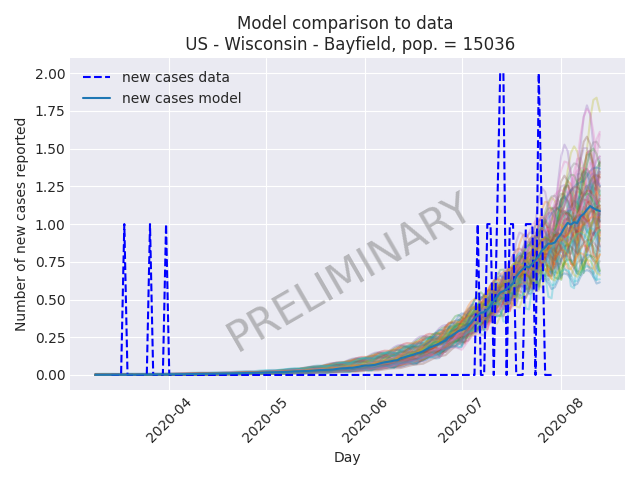 Model comparison to data
US - Wisconsin - Bayfield, pop. = 15036
new cases data
new cases model
Number of new cases reported
2.00
1.75
1.50
1.25
1.00
0.75
0.50
0.25
0.00
PRELIMINARY
2020-04
2020-05
2020-06
2020-07
2020-08
Day